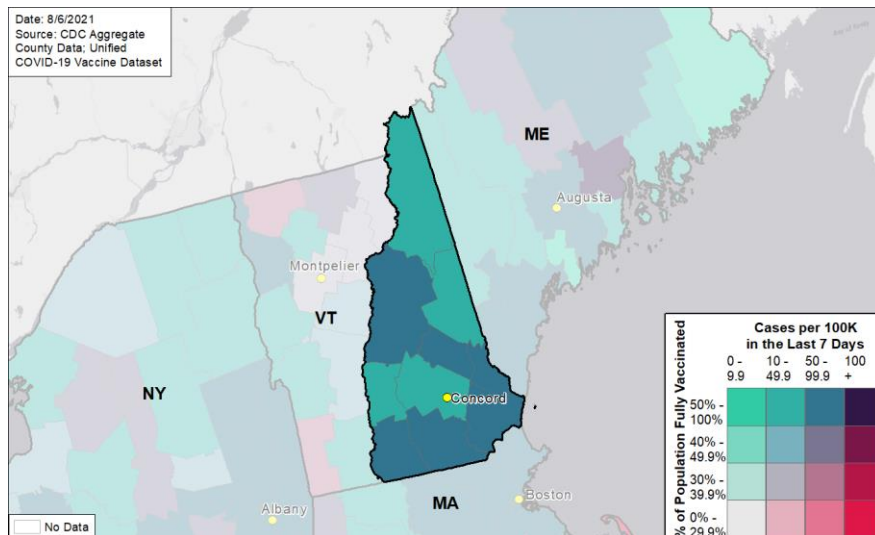 Date: 8/6/2021
Source: CDC Aggregate
County Data; Unified
COVID-19 Vaccine Dataset
ME
Augusta
Montpelier
VT
NY
Concord
Albany
MA
Boston
No Data
Cases per 100K
in the Last 7 Days
0 -
9.9
10 -
49.9
50 -
99.9
100
+
% of Population Fully Vaccinated
50% -
100%
40% -
49.9%
30% -
39.9%
0% -
29.9%